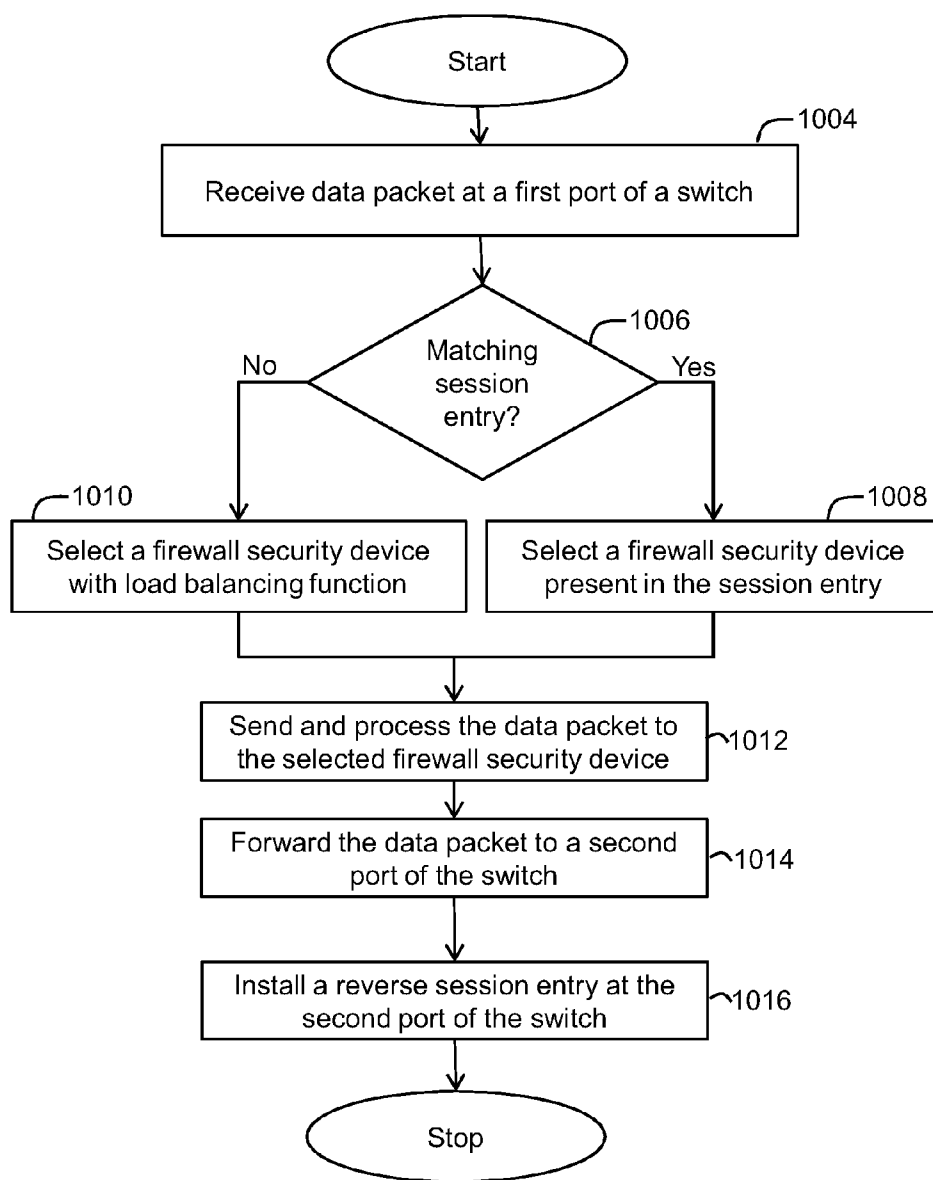 Start
1004
Receive data packet at a first port of a switch
1006
Matching
session
entry?
No
Yes
1010
1008
Select a firewall security device
with load balancing function
Select a firewall security device
present in the session entry
Send and process the data packet to
the selected firewall security device
1012
Forward the data packet to a second
port of the switch
1014
Install a reverse session entry at the
second port of the switch
1016
Stop